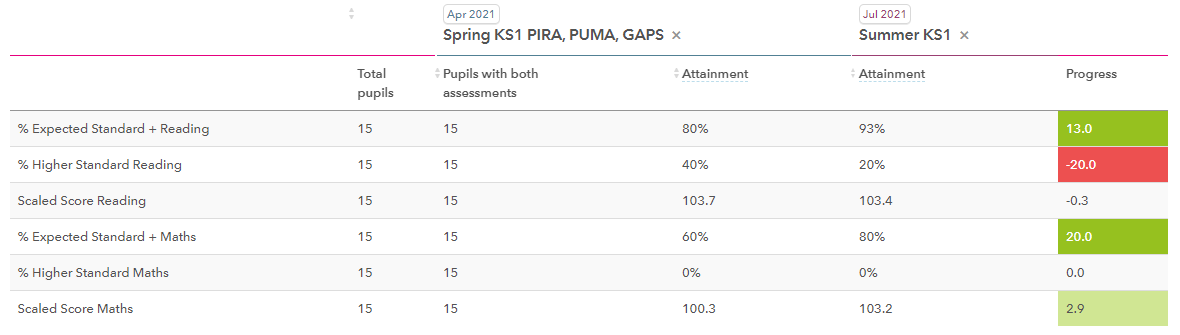 Apr 2021 Jul 2021
Spring KS1 PIRA, PUMA, GAPS × Summer KS1 ×
Total pupils Pupils with both assessments Attainment Attainment Progress
% Expected Standard + Reading 15 15 80% 93% 13.0
% Higher Standard Reading 15 15 40% 20% -20.0
Scaled Score Reading 15 15 103.7 103.4 -0.3
% Expected Standard + Maths 15 15 60% 80% 20.0
% Higher Standard Maths 15 15 0% 0% 0.0
Scaled Score Maths 15 15 100.3 103.2 2.9